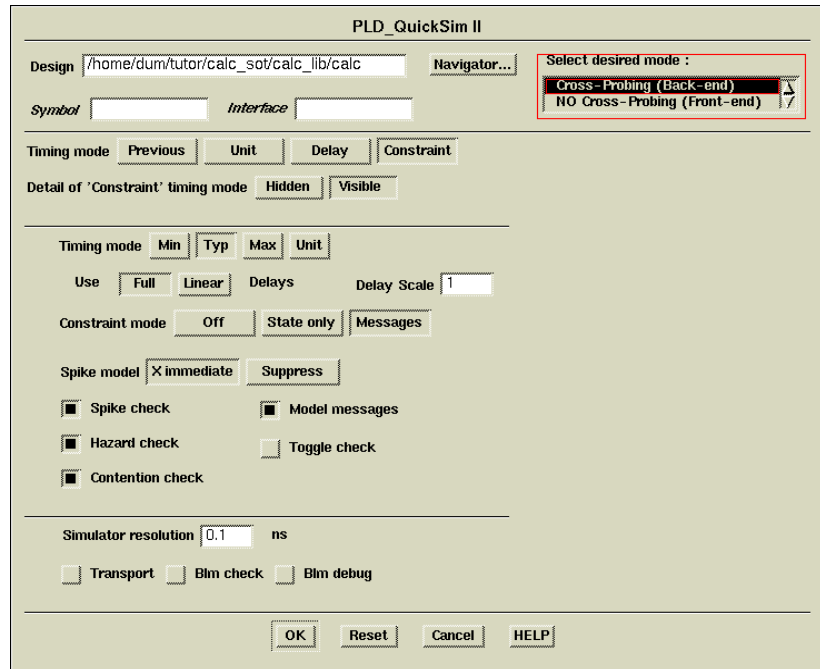 PLD_QuickSim II
Design /home/dum/tutor/calc_sot/calc_lib/calc Navigator...
Select desired mode :
Cross-Probing (Back-end)
NO Cross-Probing (Front-end)
Symbol Interface
Timing mode Previous Unit Delay Constraint
Detail of 'Constraint' timing mode Hidden Visible
Timing mode Min Typ Max Unit
Use Full Linear Delays Delay Scale 1
Constraint mode Off State only Messages
Spike model X immediate Suppress
Spike check Model messages
Hazard check Toggle check
Contention check
Simulator resolution 0.1 ns
Transport Blm check Blm debug
OK Reset Cancel HELP